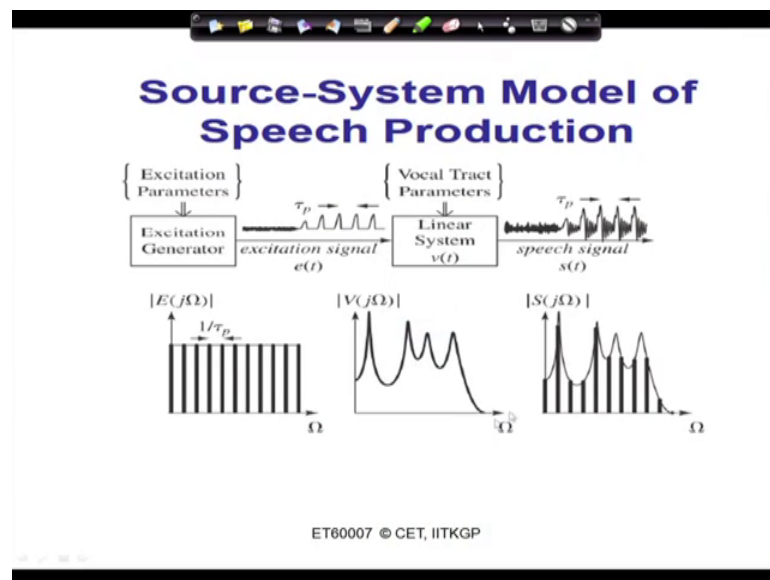 Source-System Model of
Speech Production
Excitation
Parameters
Vocal Tract
Parameters
Excitation
Generator
τp
excitation signal
e(t)
Linear
System
v(t)
τp
speech signal
s(t)
|E(jΩ)|
1/τp
Ω
|V(jΩ)|
Ω
|S(jΩ)|
Ω
ET60007 © CET, IITKGP